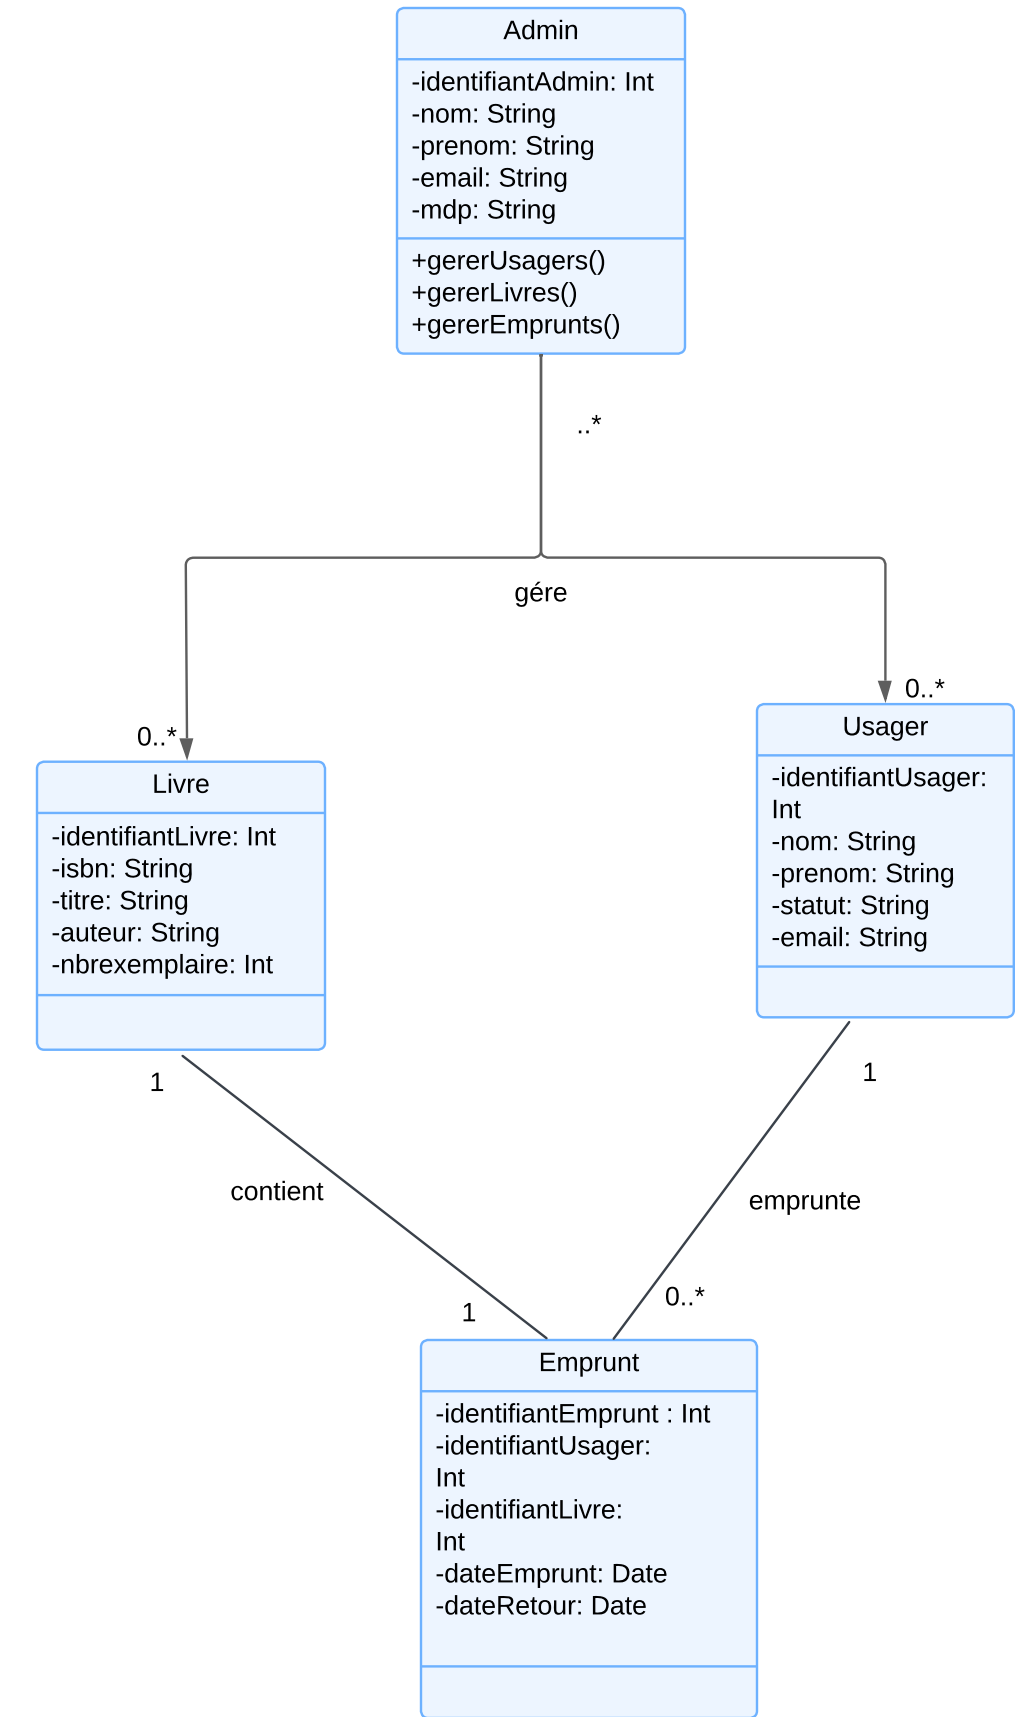 Admin
-identifiantAdmin: Int
-nom: String
-prenom: String
-email: String
-mdp: String
+gererUsagers()
+gererLivres()
+gererEmprunts()
..*
gére
0..*
0..*
Livre
-identifiantLivre: Int
-isbn: String
-titre: String
-auteur: String
-nbrexemplaire: Int
Usager
-identifiantUsager:
Int
-nom: String
-prenom: String
-statut: String
-email: String
1
1
contient
emprunte
1
0..*
Emprunt
-identifiantEmprunt : Int
-identifiantUsager:
Int
-identifiantLivre:
Int
-dateEmprunt: Date
-dateRetour: Date